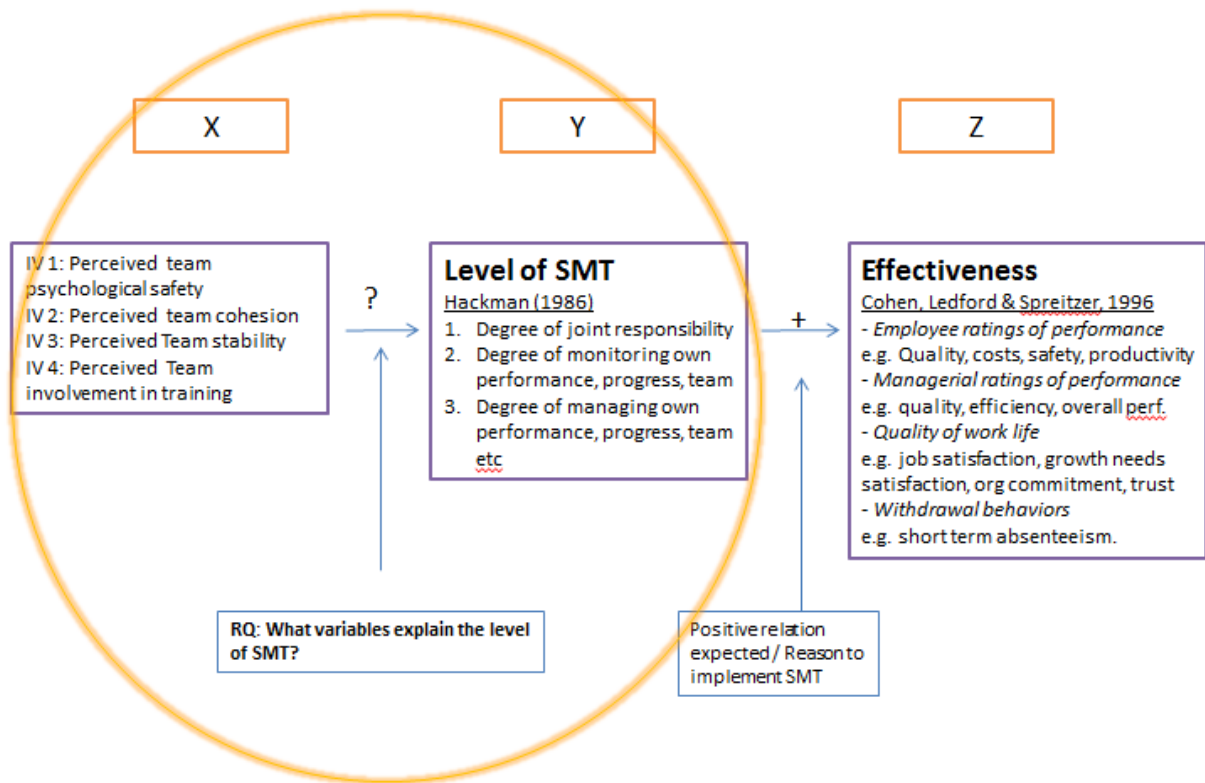 X
Y
Z
IV 1: Perceived team
psychological safety
IV 2: Perceived team cohesion
IV 3: Perceived Team stability
IV 4: Perceived Team
involvement in training
?
Level of SMT
Hackman (1986)
1. Degree of joint responsibility
2. Degree of monitoring own
performance, progress, team
3. Degree of managing own
performance, progress, team
etc
+
Effectiveness
Cohen, Ledford & Spreitzer, 1996
- Employee ratings of performance
e.g. Quality, costs, safety, productivity
- Managerial ratings of performance
e.g. quality, efficiency, overall perf.
- Quality of work life
e.g. job satisfaction, growth needs
satisfaction, org commitment, trust
- Withdrawal behaviors
e.g. short term absenteeism.
RQ: What variables explain the level
of SMT?
Positive relation
expected / Reason to
implement SMT